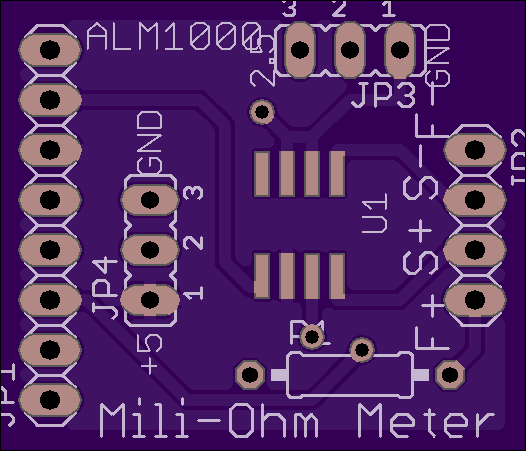 3 2 1
ALM1000
2.5
GND
JP3
GND
3
2
1
JP4
+5
U1
F-
S-
S+
F+
JP2
R1
JP1
Mili-Ohm Meter